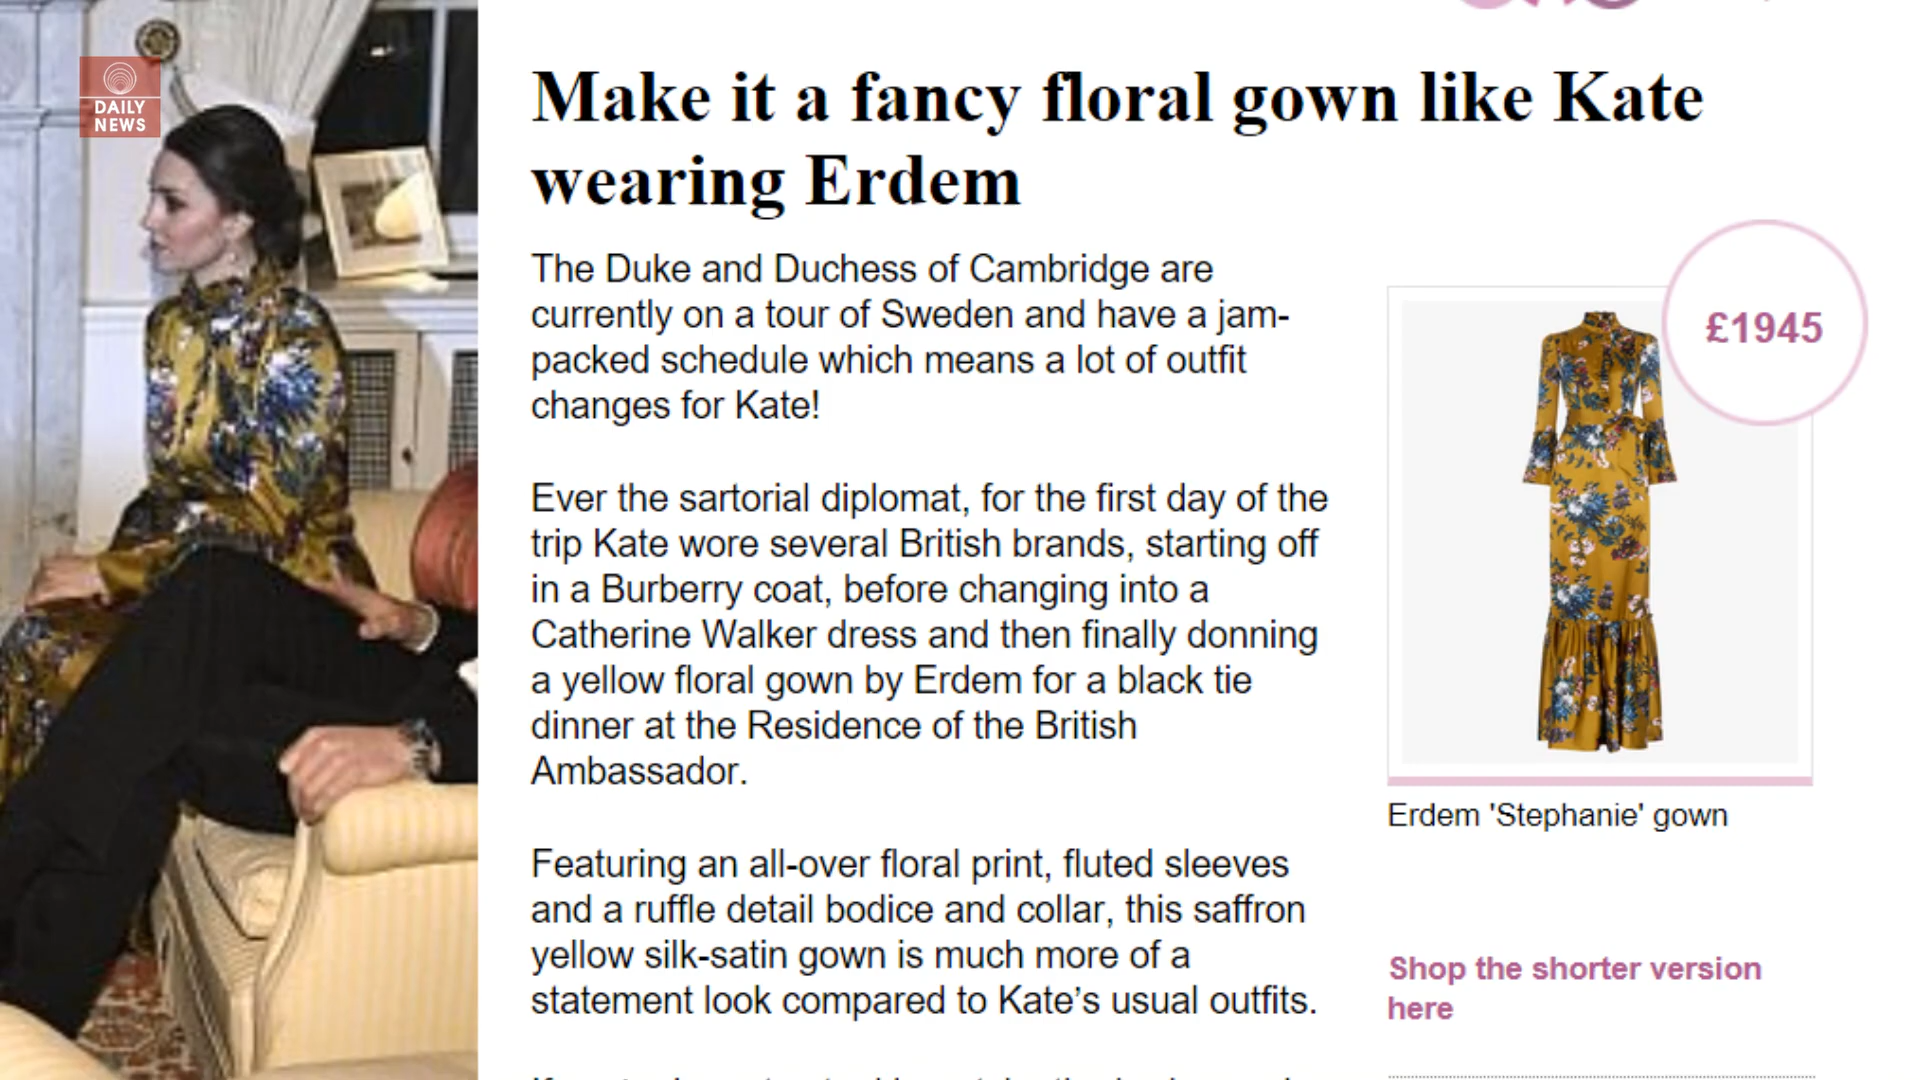 DAILY
NEWS
Make it a fancy floral gown like Kate
wearing Erdem
The Duke and Duchess of Cambridge are
currently on a tour of Sweden and have a jam-
packed schedule which means a lot of outfit
changes for Kate!
Ever the sartorial diplomat, for the first day of the
trip Kate wore several British brands, starting off
in a Burberry coat, before changing into a
Catherine Walker dress and then finally donning
a yellow floral gown by Erdem for a black tie
dinner at the Residence of the British
Ambassador.
Featuring an all-over floral print, fluted sleeves
and a ruffle detail bodice and collar, this saffron
yellow silk-satin gown is much more of a
statement look compared to Kate’s usual outfits.
£1945
Erdem 'Stephanie' gown
Shop the shorter version
here